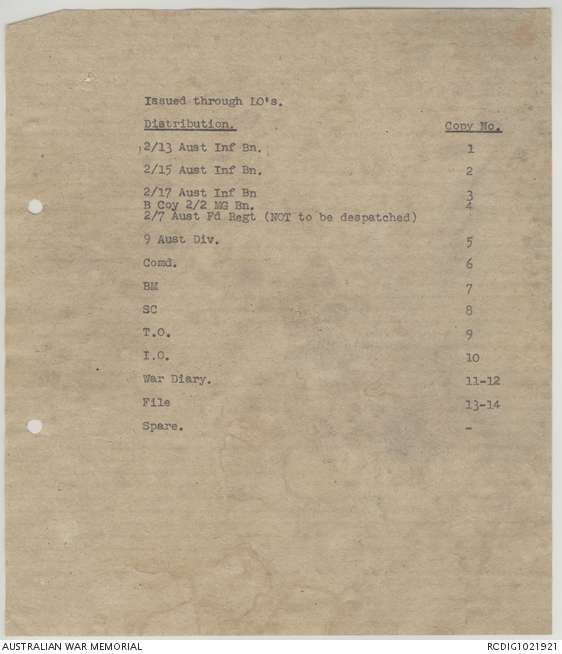 Issued through LO's.
Distribution. Copy No.
2/13 Aust Inf Bn. 1
2/15 Aust Inf Bn. 2
2/17 Aust Inf Bn 3
B Coy 2/2 MG Bn. 4
2/7 Aust Fd Regt (NOT to be despatched)
9 Aust Div. 5
Comd. 6
BM 7
SC 8
T.O. 9
I.O. 10
War Diary. 11-12
File 13-14
Spare. -
AUSTRALIAN WAR MEMORIAL RCDIG1021921